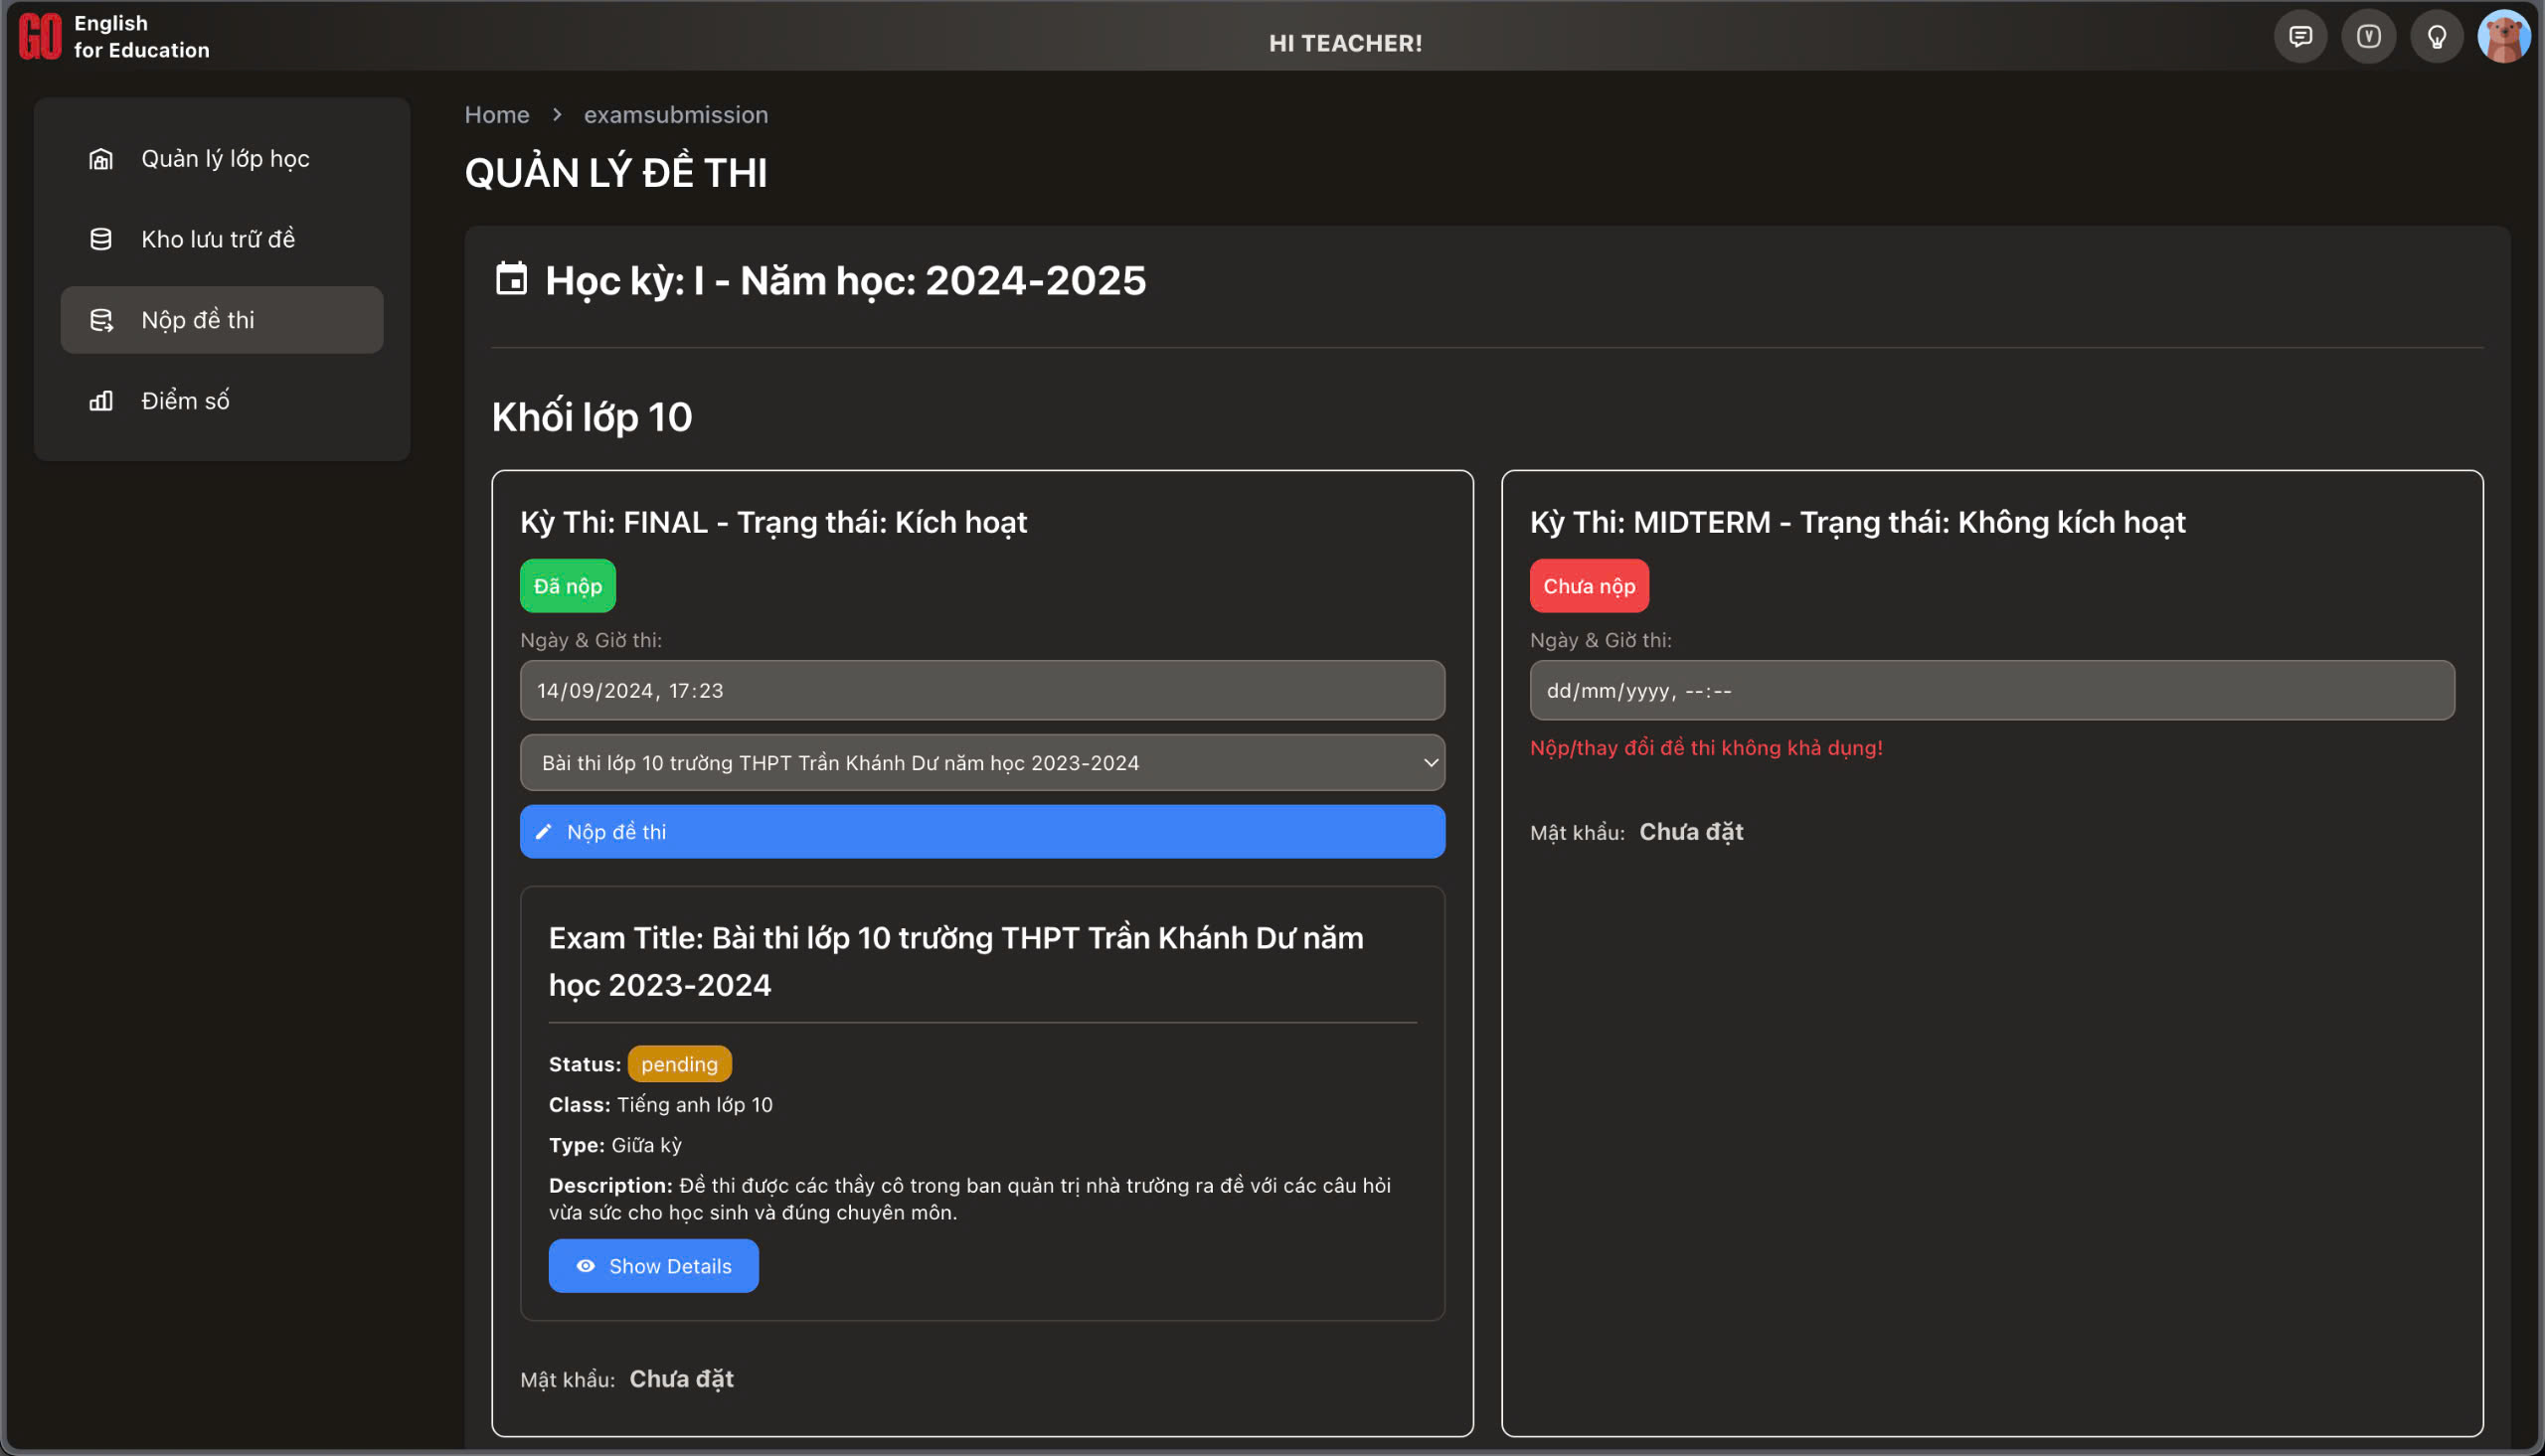 GO English
for Education
HI TEACHER!
V
Quản lý lớp học
Kho lưu trữ đề
Nộp đề thi
Điểm số
Home > examsubmission
QUẢN LÝ ĐỀ THI
Học kỳ: I - Năm học: 2024-2025
Khối lớp 10
Kỳ Thi: FINAL - Trạng thái: Kích hoạt
Đã nộp
Ngày & Giờ thi:
14/09/2024, 17:23
Bài thi lớp 10 trường THPT Trần Khánh Dư năm học 2023-2024
Nộp đề thi
Exam Title: Bài thi lớp 10 trường THPT Trần Khánh Dư năm
học 2023-2024
Status: pending
Class: Tiếng anh lớp 10
Type: Giữa kỳ
Description: Đề thi được các thầy cô trong ban quản trị nhà trường ra đề với các câu hỏi
vừa sức cho học sinh và đúng chuyên môn.
Show Details
Mật khẩu: Chưa đặt
Kỳ Thi: MIDTERM - Trạng thái: Không kích hoạt
Chưa nộp
Ngày & Giờ thi:
dd/mm/yyyy, --:--
Nộp/thay đổi đề thi không khả dụng!
Mật khẩu: Chưa đặt